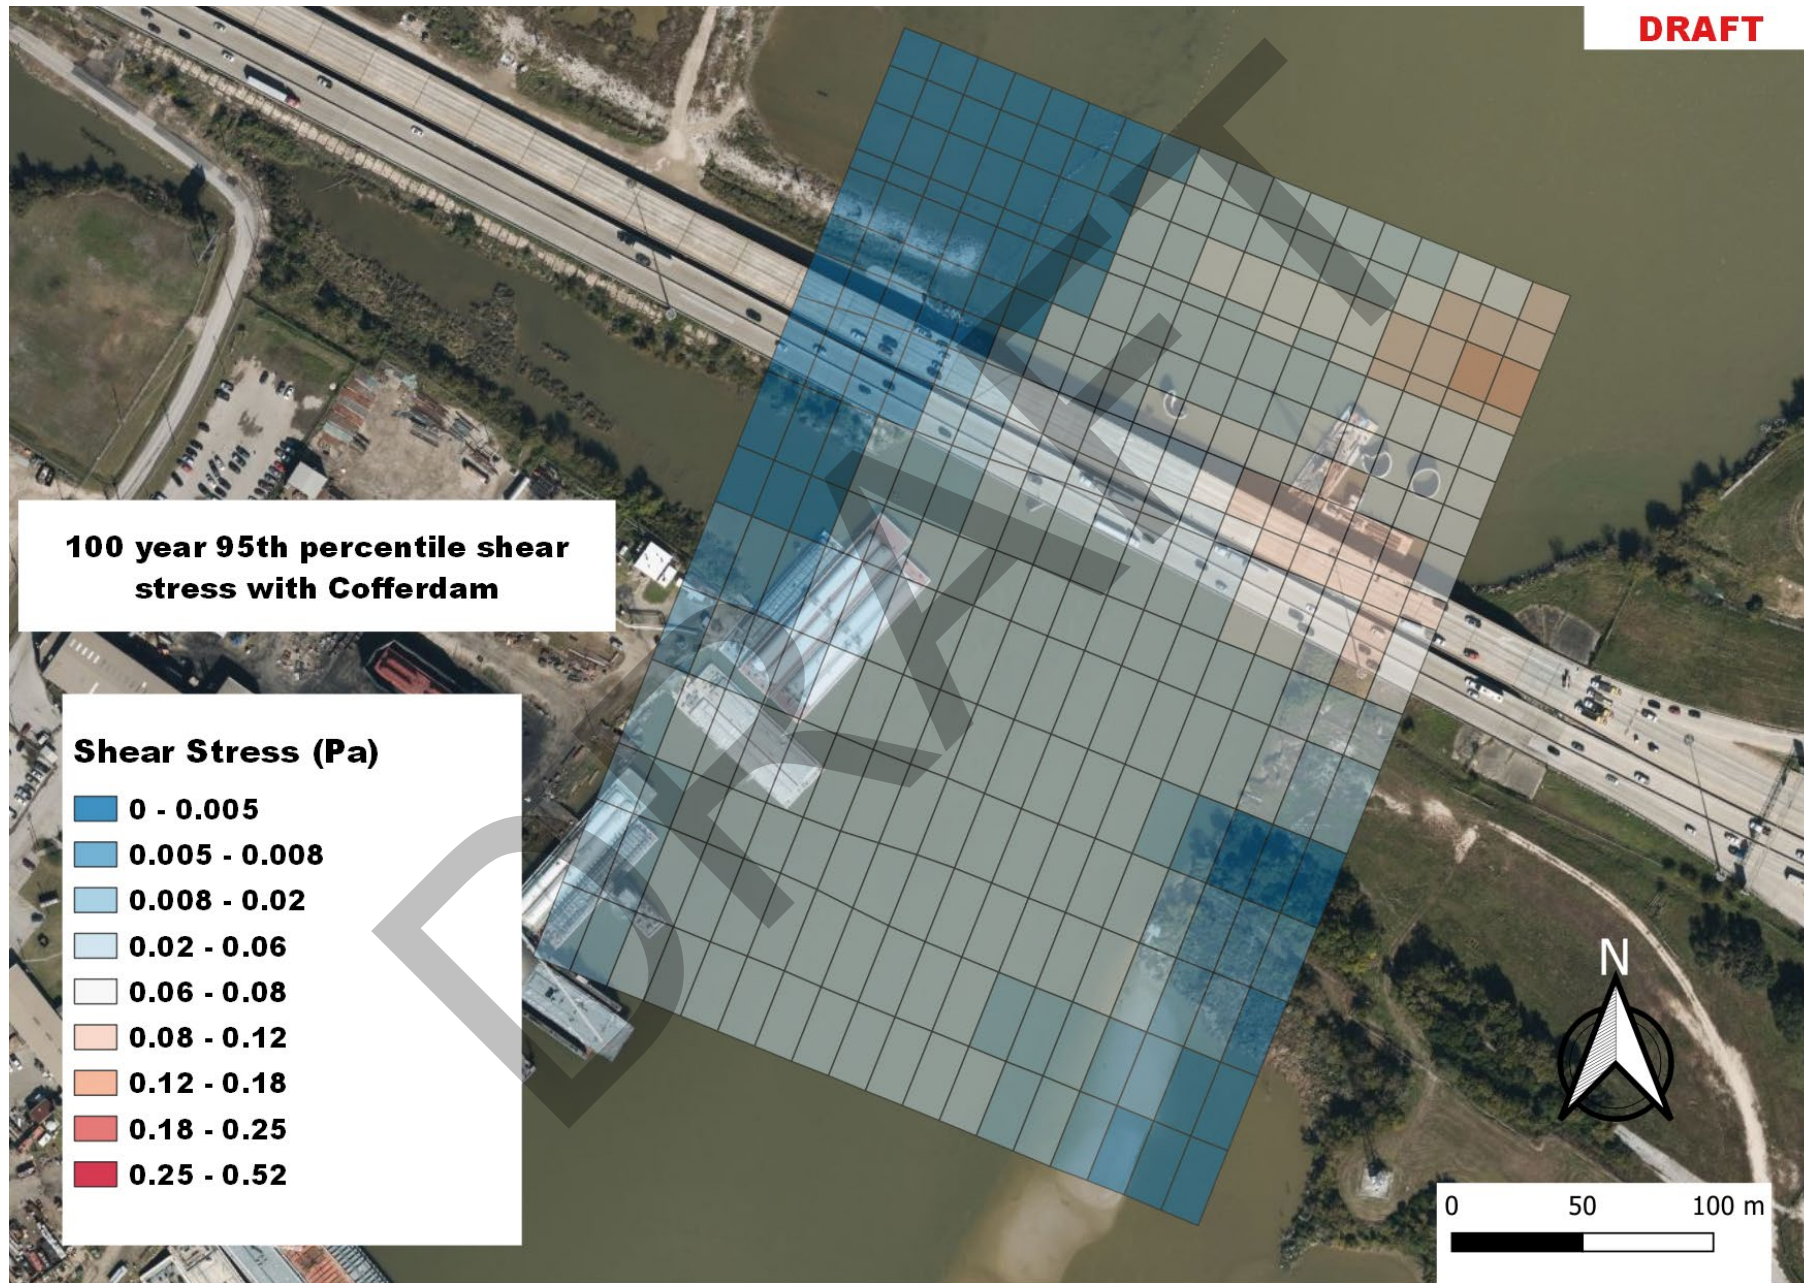 DRAFT
DRAFT
100 year 95th percentile shear
stress with Cofferdam
Shear Stress (Pa)
0 - 0.005
0.005 - 0.008
0.008 - 0.02
0.02 - 0.06
0.06 - 0.08
0.08 - 0.12
0.12 - 0.18
0.18 - 0.25
0.25 - 0.52
N
0 50 100 m